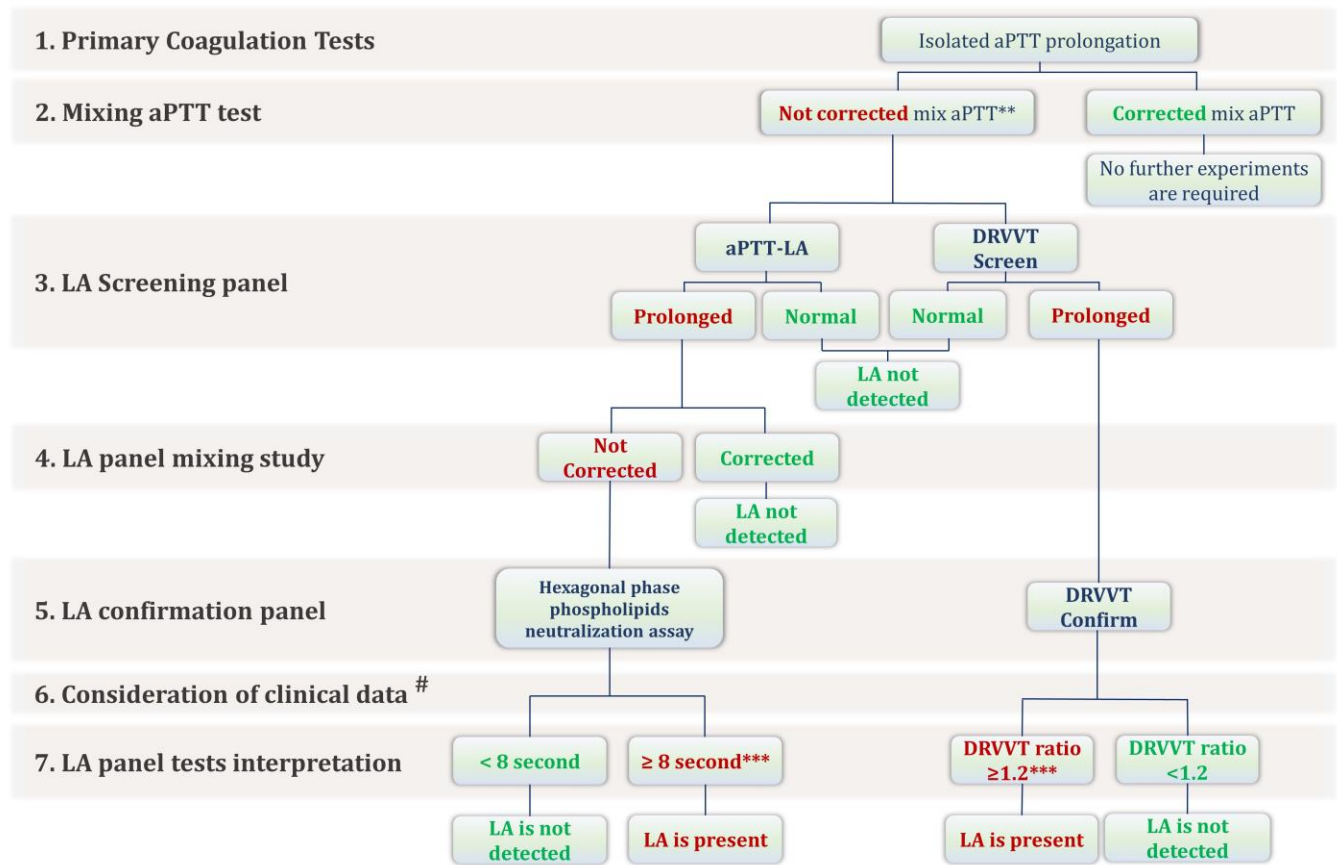 1. Primary Coagulation Tests
Isolated aPTT prolongation
2. Mixing aPTT test
Not corrected mix aPTT**
Corrected mix aPTT
No further experiments
are required
3. LA Screening panel
aPTT-LA
DRVVT
Screen
Prolonged
Normal
Normal
Prolonged
LA not
detected
4. LA panel mixing study
Not
Corrected
Corrected
LA not
detected
5. LA confirmation panel
Hexagonal phase
phospholipids
neutralization assay
DRVVT
Confirm
6. Consideration of clinical data #
7. LA panel tests interpretation
< 8 second
≥ 8 second***
DRVVT ratio
≥1.2***
DRVVT ratio
<1.2
LA is not
detected
LA is present
LA is present
LA is not
detected